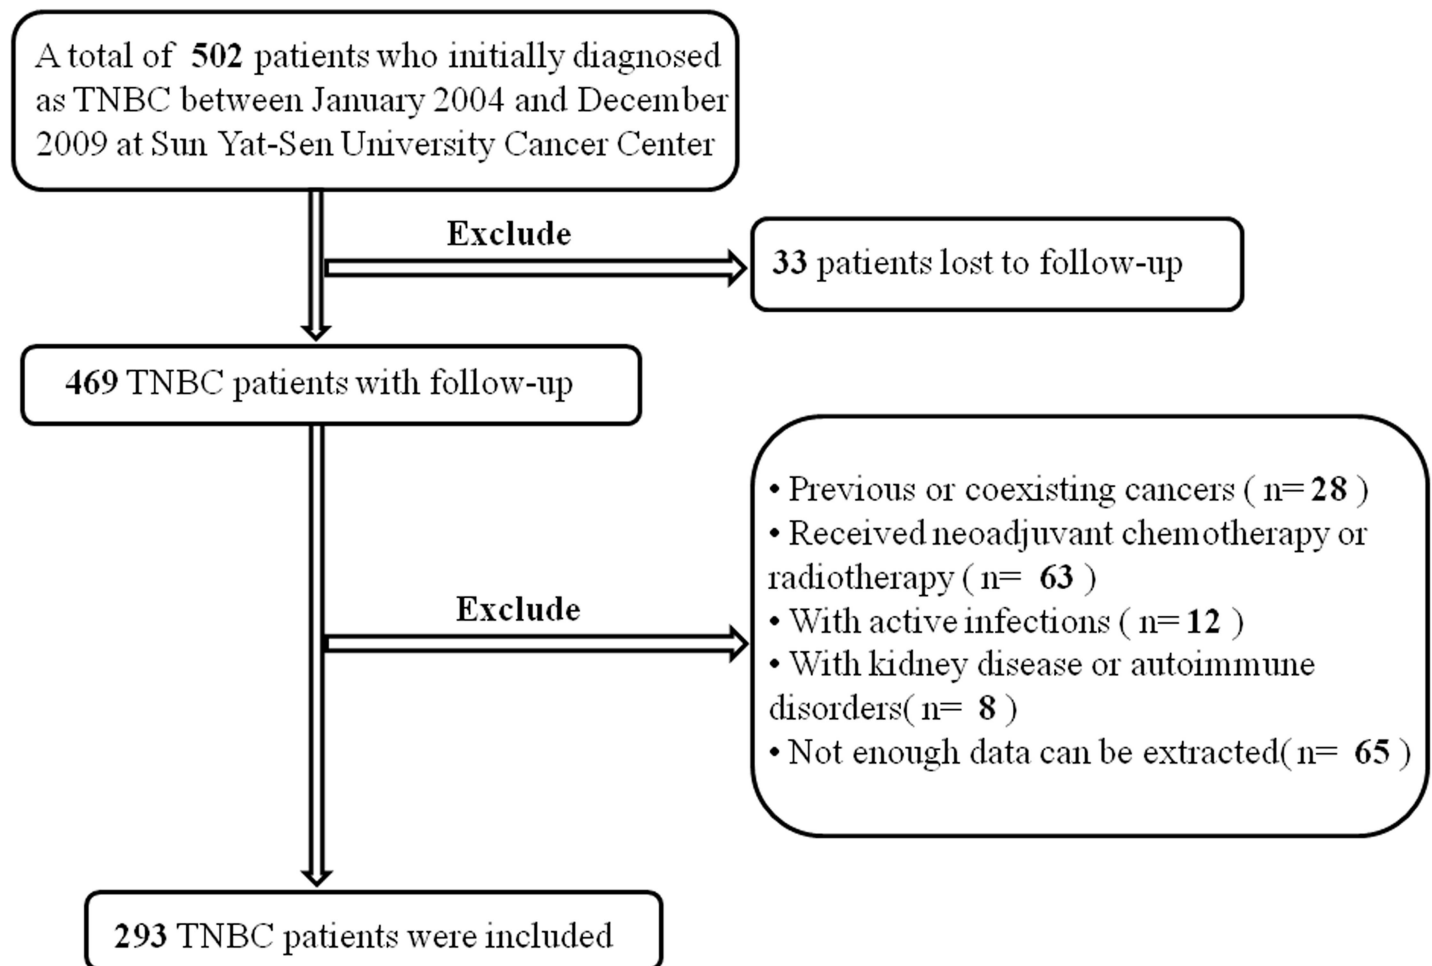 A total of 502 patients who initially diagnosed
as TNBC between January 2004 and December
2009 at Sun Yat-Sen University Cancer Center
Exclude
33 patients lost to follow-up
469 TNBC patients with follow-up
Exclude
• Previous or coexisting cancers ( n= 28 )
• Received neoadjuvant chemotherapy or
radiotherapy ( n= 63 )
• With active infections ( n= 12 )
• With kidney disease or autoimmune
disorders( n= 8 )
• Not enough data can be extracted( n= 65 )
293 TNBC patients were included